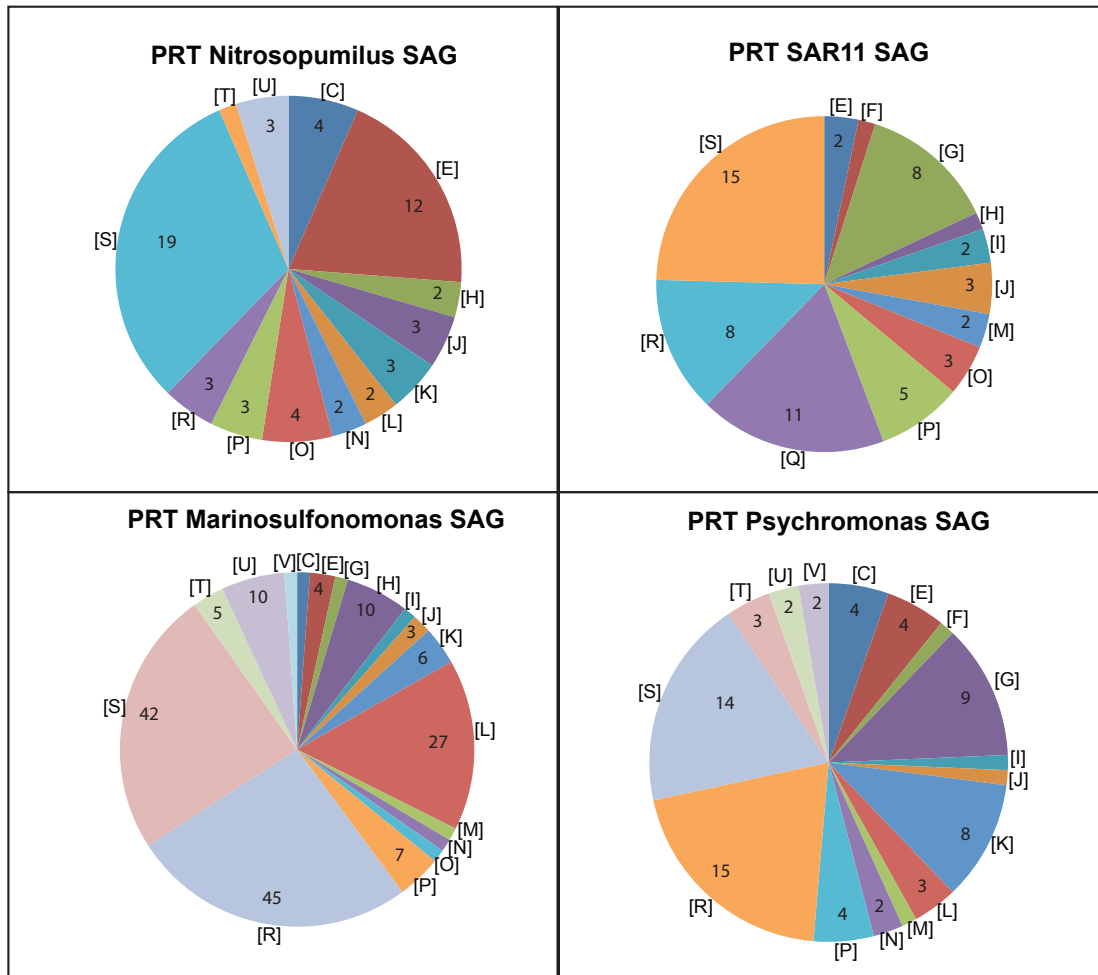 PRT Nitrosopumilus SAG
[C]
4
[E]
12
[H]
2
[J]
3
[K]
3
[L]
2
[N]
2
[O]
4
[P]
3
[R]
3
[S]
19
[T]
[U]
3
PRT SAR11 SAG
[E]
2
[F]
[G]
8
[H]
[I]
2
[J]
3
[M]
2
[O]
3
[P]
5
[Q]
11
[R]
8
[S]
15
PRT Marinosulfonomonas SAG
[C]
[E]
4
[G]
[H]
10
[I]
[J]
3
[K]
6
[L]
27
[M]
[N]
[O]
[P]
7
[R]
45
[S]
42
[T]
5
[U]
10
[V]
PRT Psychromonas SAG
[C]
4
[E]
4
[F]
[G]
9
[I]
[J]
[K]
8
[L]
3
[M]
[N]
2
[P]
4
[R]
15
[S]
14
[T]
3
[U]
2
[V]
2